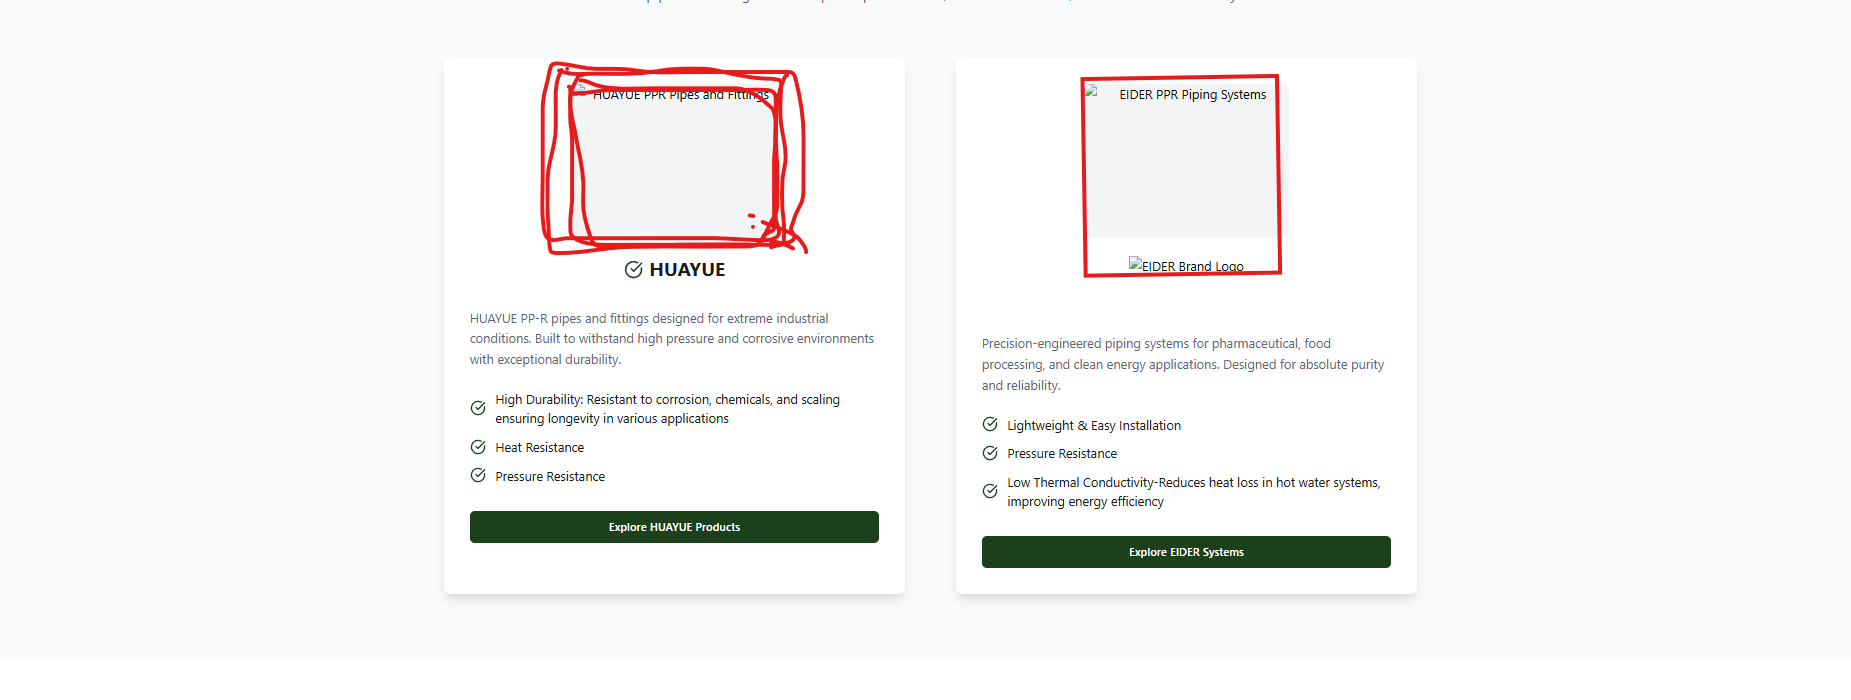 HUAYUE PPR Pipes and Fittings
HUAYUE
HUAYUE PP-R pipes and fittings designed for extreme industrial
conditions. Built to withstand high pressure and corrosive environments
with exceptional durability.
High Durability: Resistant to corrosion, chemicals, and scaling
ensuring longevity in various applications
Heat Resistance
Pressure Resistance
Explore HUAYUE Products
EIDER PPR Piping Systems
EIDER Brand Logo
Precision-engineered piping systems for pharmaceutical, food
processing, and clean energy applications. Designed for absolute purity
and reliability.
Lightweight & Easy Installation
Pressure Resistance
Low Thermal Conductivity-Reduces heat loss in hot water systems,
improving energy efficiency
Explore EIDER Systems